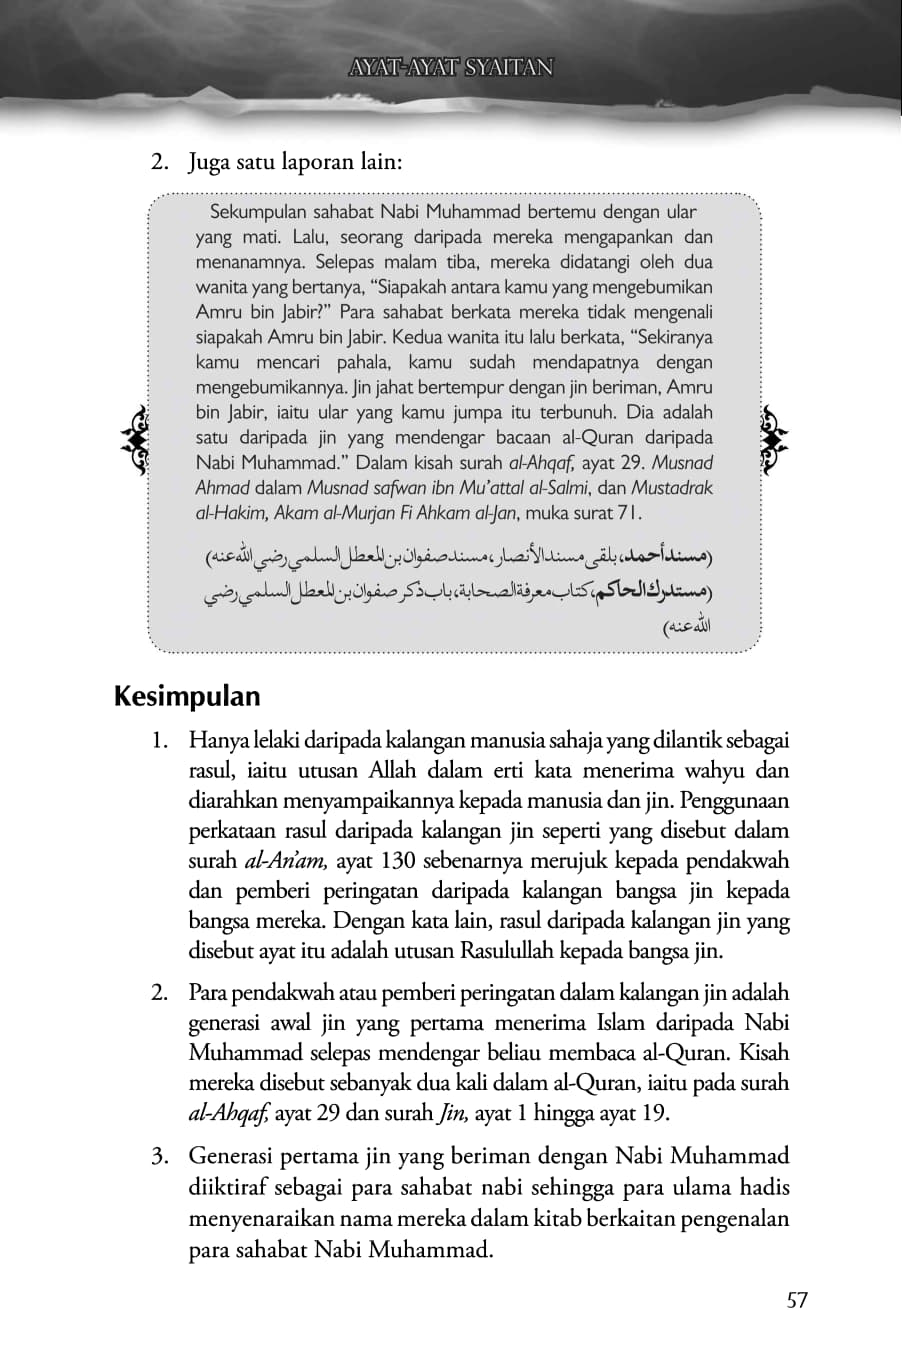 AYAT-AYAT SYAITAN
2. Juga satu laporan lain:
Sekumpulan sahabat Nabi Muhammad bertemu dengan ular
yang mati. Lalu, seorang daripada mereka mengapankan dan
menanamnya. Selepas malam tiba, mereka didatangi oleh dua
wanita yang bertanya, “Siapakah antara kamu yang mengebumikan
Amru bin Jabir?” Para sahabat berkata mereka tidak mengenali
siapakah Amru bin Jabir. Kedua wanita itu lalu berkata, “Sekiranya
kamu mencari pahala, kamu sudah mendapatnya dengan
mengebumikannya. Jin jahat bertempur dengan jin beriman, Amru
bin Jabir, iaitu ular yang kamu jumpa itu terbunuh. Dia adalah
satu daripada jin yang mendengar bacaan al-Quran daripada
Nabi Muhammad.” Dalam kisah surah al-Ahqaf, ayat 29. Musnad
Ahmad dalam Musnad safwan ibn Mu’attal al-Salmi, dan Mustadrak
al-Hakim, Akam al-Murjan Fi Ahkam al-Jan, muka surat 71.
(مسند أحمد، بلقى مسند الأنصار، مسند صفوان بن المعطل السلمي رضي الله عنه)
(مستدرك الحاكم، كتاب معرفة الصحابة، باب ذكر صفوان بن المعطل السلمي رضي
الله عنه)
Kesimpulan
1. Hanya lelaki daripada kalangan manusia sahaja yang dilantik sebagai
rasul, iaitu utusan Allah dalam erti kata menerima wahyu dan
diarahkan menyampaikannya kepada manusia dan jin. Penggunaan
perkataan rasul daripada kalangan jin seperti yang disebut dalam
surah al-An’am, ayat 130 sebenarnya merujuk kepada pendakwah
dan pemberi peringatan daripada kalangan bangsa jin kepada
bangsa mereka. Dengan kata lain, rasul daripada kalangan jin yang
disebut ayat itu adalah utusan Rasulullah kepada bangsa jin.
2. Para pendakwah atau pemberi peringatan dalam kalangan jin adalah
generasi awal jin yang pertama menerima Islam daripada Nabi
Muhammad selepas mendengar beliau membaca al-Quran. Kisah
mereka disebut sebanyak dua kali dalam al-Quran, iaitu pada surah
al-Ahqaf, ayat 29 dan surah Jin, ayat 1 hingga ayat 19.
3. Generasi pertama jin yang beriman dengan Nabi Muhammad
diiktiraf sebagai para sahabat nabi sehingga para ulama hadis
menyenaraikan nama mereka dalam kitab berkaitan pengenalan
para sahabat Nabi Muhammad.
57